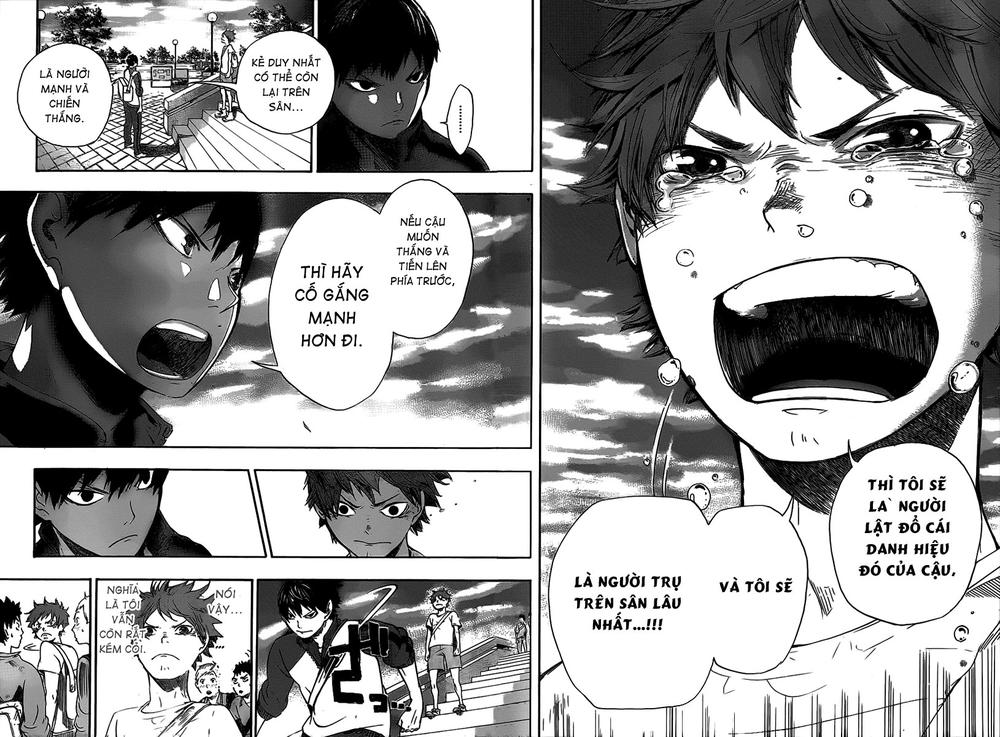 THÌ TÔI SẼ
LÀ NGƯỜI
LẬT ĐỔ CÁI
DANH HIỆU
ĐÓ CỦA CẬU,
VÀ TÔI SẼ
LÀ NGƯỜI TRỤ
TRÊN SÂN LÂU
NHẤT...!!!
.........
KẺ DUY NHẤT
CÓ THỂ CÒN
LẠI TRÊN
SÂN...
LÀ NGƯỜI
MẠNH VÀ
CHIẾN
THẮNG.
NẾU CẬU
MUỐN
THẮNG VÀ
TIẾN LÊN
PHÍA TRƯỚC,
THÌ HÃY
CỐ GẮNG
MẠNH
HƠN ĐI.
NÓI
VẬY...
NGHĨA
LÀ TÔI
VẪN
CÒN RẤT
KÉM CỎI.